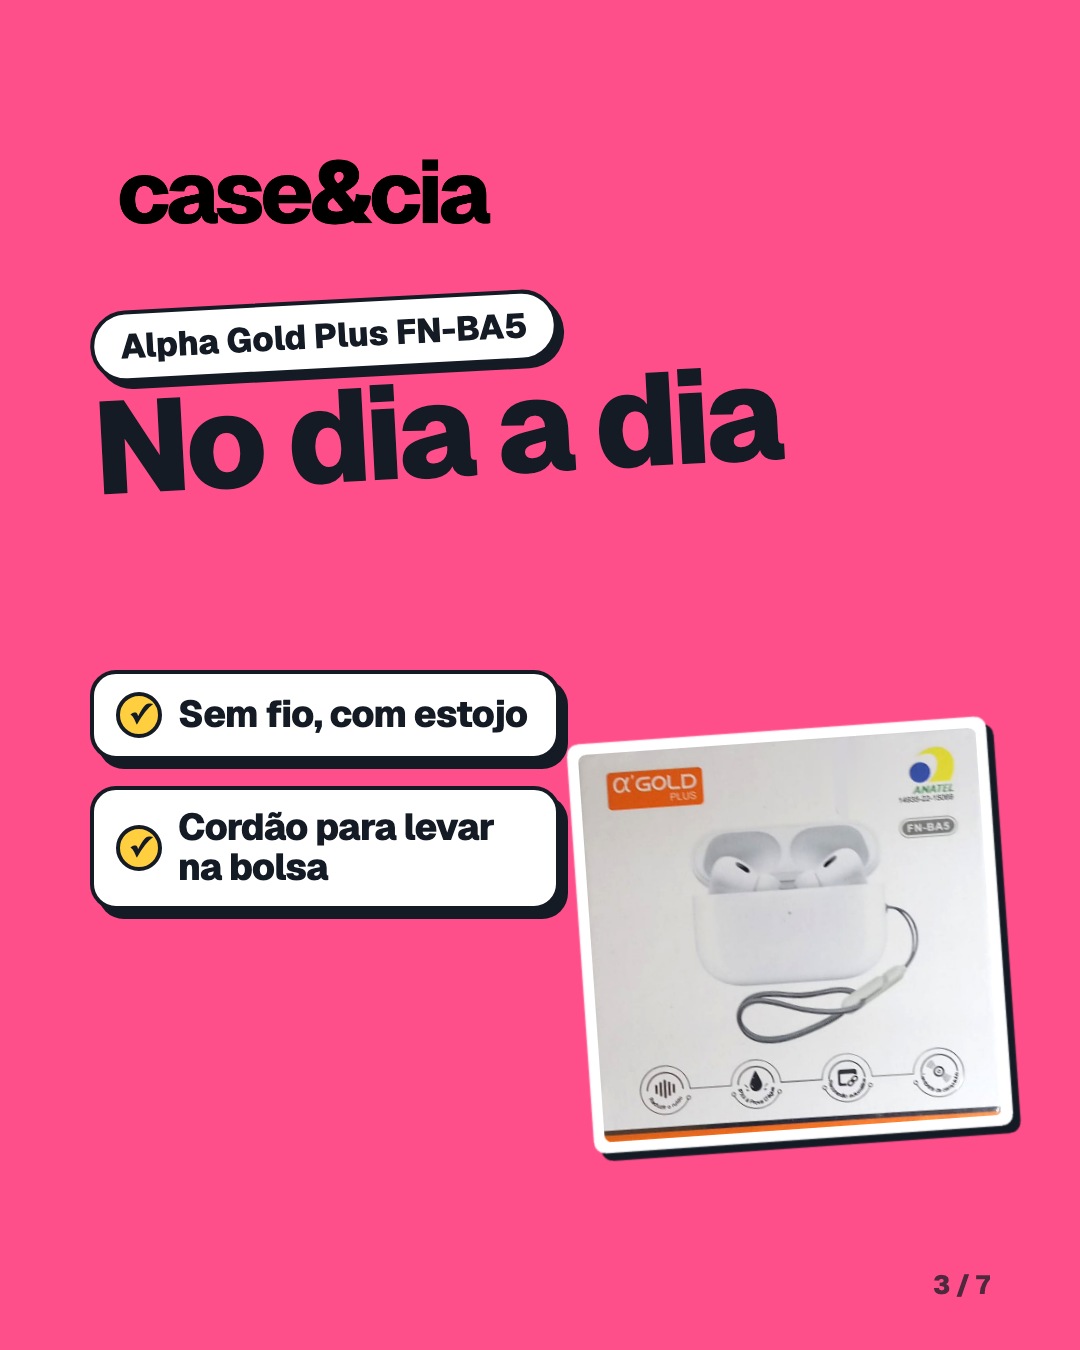 case&cia
Alpha Gold Plus FN-BA5
No dia a dia
Sem fio, com estojo
Cordão para levar
na bolsa
α'GOLD
PLUS
ANATEL
FN-BA5
3 / 7